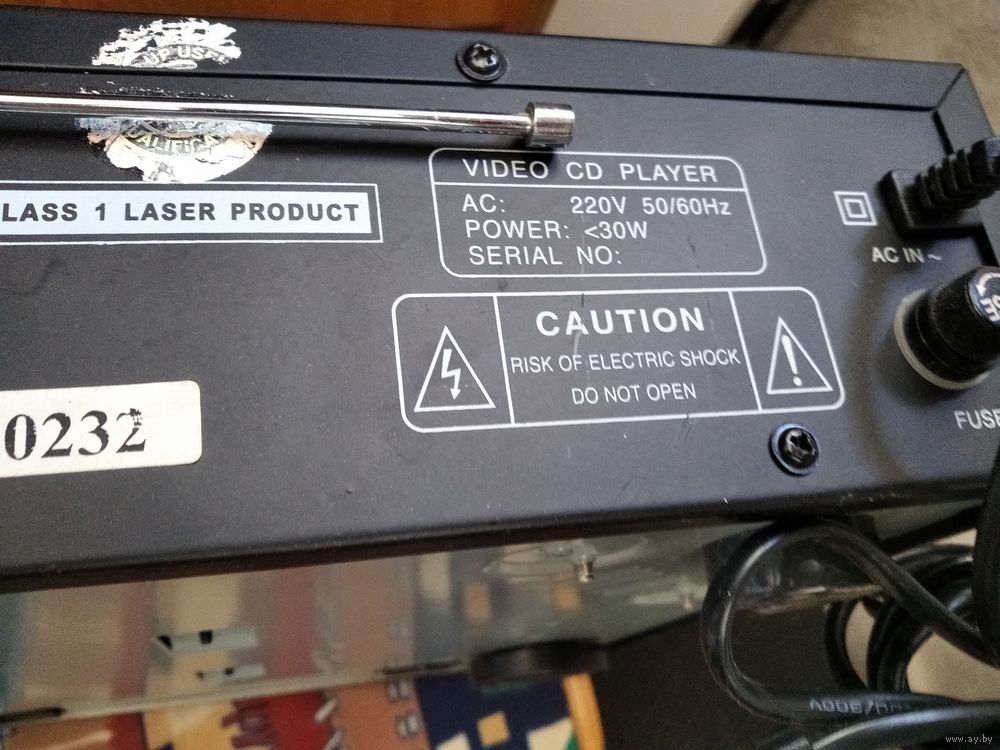 LASS 1 LASER PRODUCT
VIDEO CD PLAYER
AC: 220V 50/60Hz
POWER: <30W
SERIAL NO:
AC IN ~
CAUTION
RISK OF ELECTRIC SHOCK
DO NOT OPEN
FUSE
0232
www.ay.by